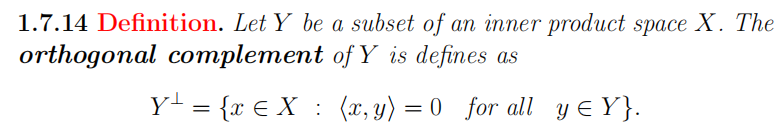 1.7.14 Definition. Let Y be a subset of an inner product space X. The
orthogonal complement of Y is defines as
Y⊥ = {x ∈ X : ⟨x, y⟩ = 0 for all y ∈ Y}.